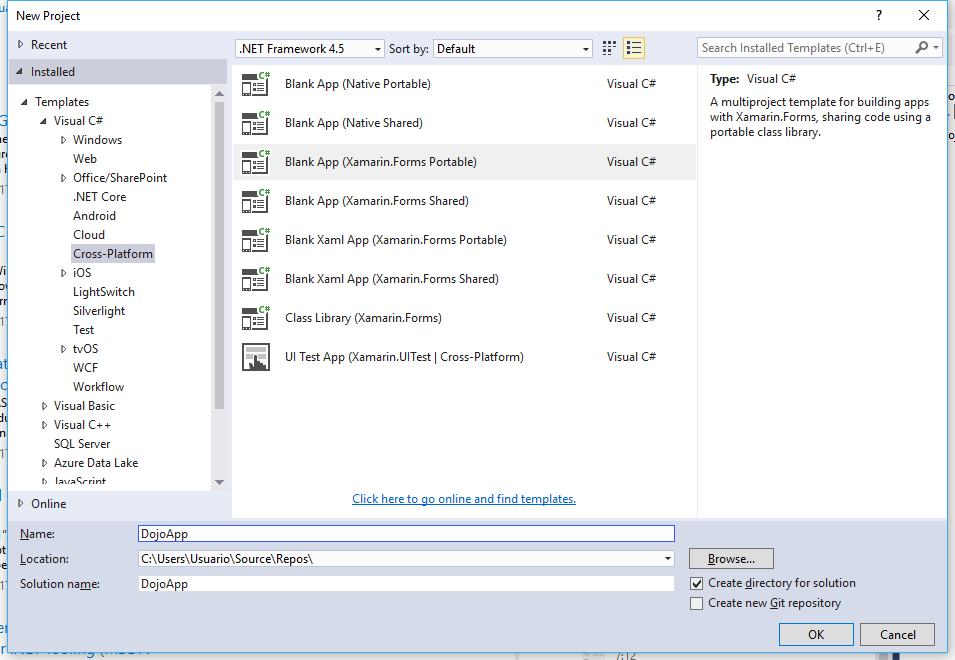 New Project
?
Recent
Installed
.NET Framework 4.5
Sort by:
Default
Search Installed Templates (Ctrl+E)
Templates
Visual C#
Windows
Web
Office/SharePoint
.NET Core
Android
Cloud
Cross-Platform
iOS
LightSwitch
Silverlight
Test
tvOS
WCF
Workflow
Visual Basic
Visual C++
SQL Server
Azure Data Lake
JavaScript
Online
Blank App (Native Portable) Visual C#
Blank App (Native Shared) Visual C#
Blank App (Xamarin.Forms Portable) Visual C#
Blank App (Xamarin.Forms Shared) Visual C#
Blank Xaml App (Xamarin.Forms Portable) Visual C#
Blank Xaml App (Xamarin.Forms Shared) Visual C#
Class Library (Xamarin.Forms) Visual C#
UI Test App (Xamarin.UITest | Cross-Platform) Visual C#
Click here to go online and find templates.
Type: Visual C#
A multiproject template for building apps
with Xamarin.Forms, sharing code using a
portable class library.
Name: DojoApp
Location: C:\Users\Usuario\Source\Repos\
Browse...
Solution name: DojoApp
Create directory for solution
Create new Git repository
OK
Cancel
7:12